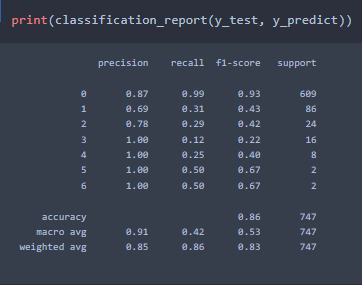 print(classification_report(y_test, y_predict))
precision recall f1-score support
0 0.87 0.99 0.93 609
1 0.69 0.31 0.43 86
2 0.78 0.29 0.42 24
3 1.00 0.12 0.22 16
4 1.00 0.25 0.40 8
5 1.00 0.50 0.67 2
6 1.00 0.50 0.67 2
accuracy 0.86 747
macro avg 0.91 0.42 0.53 747
weighted avg 0.85 0.86 0.83 747